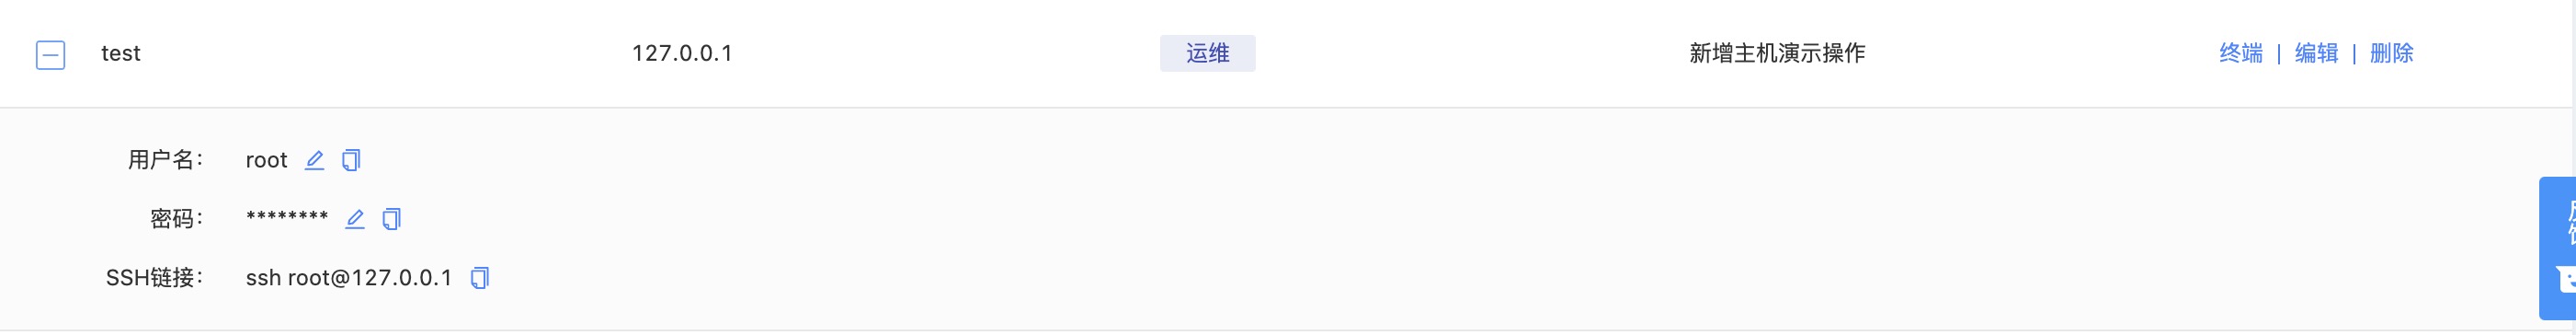 test 127.0.0.1 运维 新增主机演示操作 终端 | 编辑 | 删除
用户名： root
密码： ********
SSH链接： ssh root@127.0.0.1